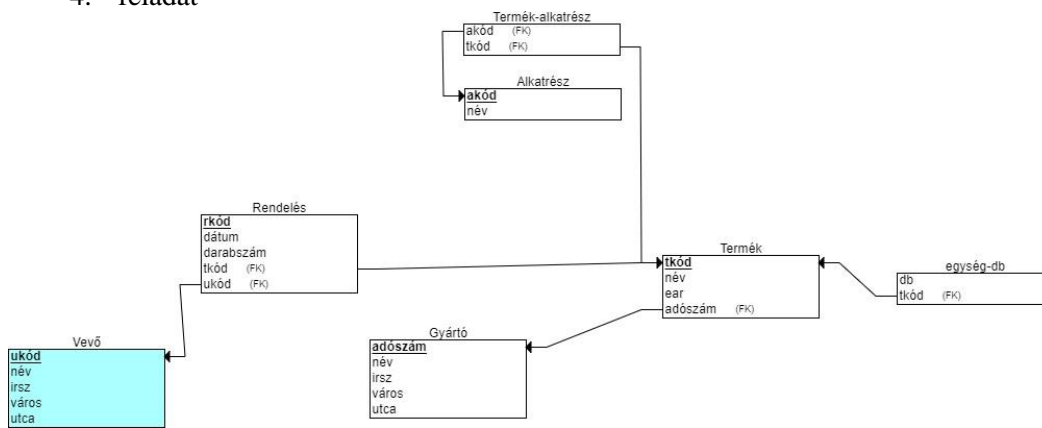 4. feladat
Termék-alkatrész
akód (FK)
tkód (FK)
Alkatrész
akód
név
Rendelés
rkód
dátum
darabszám
tkód (FK)
ukód (FK)
Termék
tkód
név
ear
adószám (FK)
egység-db
db
tkód (FK)
Gyártó
adószám
név
irsz
város
utca
Vevő
ukód
név
irsz
város
utca